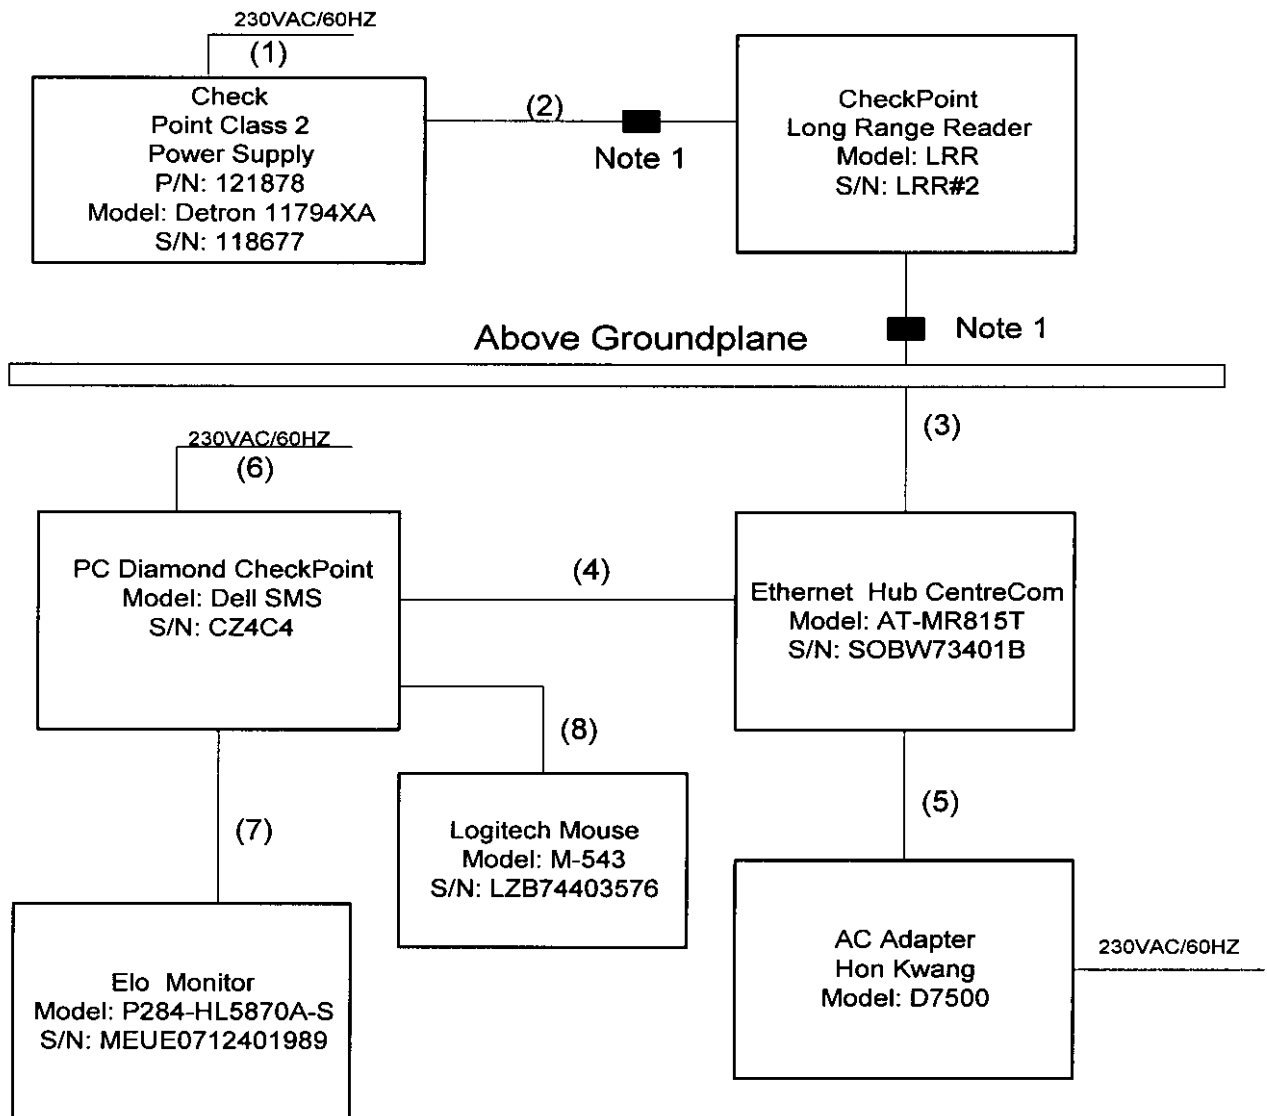 230VAC/60HZ
(1)
Check
Point Class 2
Power Supply
P/N: 121878
Model: Detron 11794XA
S/N: 118677
(2)
Note 1
CheckPoint
Long Range Reader
Model: LRR
S/N: LRR#2
Above Groundplane
Note 1
(3)
230VAC/60HZ
(6)
PC Diamond CheckPoint
Model: Dell SMS
S/N: CZ4C4
(4)
Ethernet Hub CentreCom
Model: AT-MR815T
S/N: SOBW73401B
(8)
(7)
(5)
Logitech Mouse
Model: M-543
S/N: LZB74403576
Elo Monitor
Model: P284-HL5870A-S
S/N: MEUE0712401989
AC Adapter
Hon Kwang
Model: D7500
230VAC/60HZ